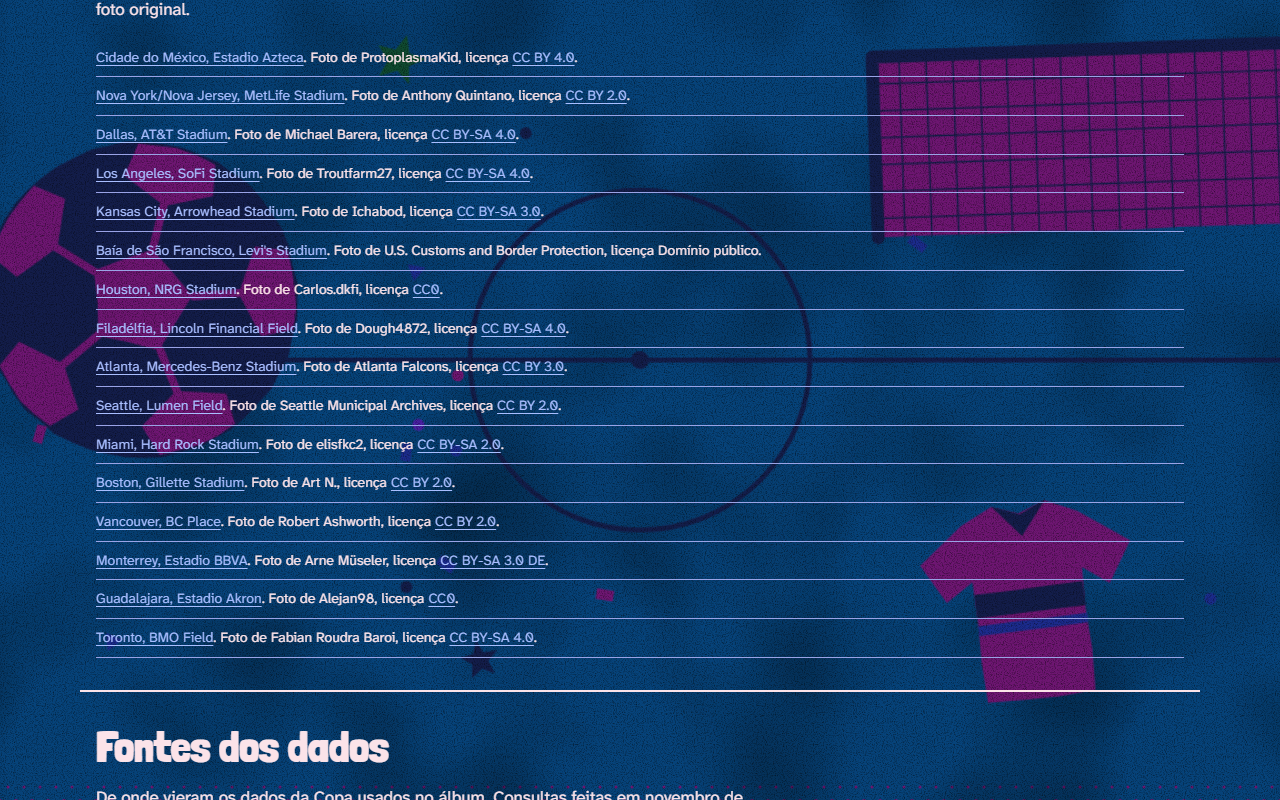 foto original.
Cidade do México, Estadio Azteca. Foto de ProtoplasmaKid, licença CC BY 4.0.
Nova York/Nova Jersey, MetLife Stadium. Foto de Anthony Quintano, licença CC BY 2.0.
Dallas, AT&T Stadium. Foto de Michael Barera, licença CC BY-SA 4.0.
Los Angeles, SoFi Stadium. Foto de Troutfarm27, licença CC BY-SA 4.0.
Kansas City, Arrowhead Stadium. Foto de Ichabod, licença CC BY-SA 3.0.
Baía de São Francisco, Levi's Stadium. Foto de U.S. Customs and Border Protection, licença Domínio público.
Houston, NRG Stadium. Foto de Carlos.dkfi, licença CC0.
Filadélfia, Lincoln Financial Field. Foto de Dough4872, licença CC BY-SA 4.0.
Atlanta, Mercedes-Benz Stadium. Foto de Atlanta Falcons, licença CC BY 3.0.
Seattle, Lumen Field. Foto de Seattle Municipal Archives, licença CC BY 2.0.
Miami, Hard Rock Stadium. Foto de elisfkc2, licença CC BY-SA 2.0.
Boston, Gillette Stadium. Foto de Art N., licença CC BY 2.0.
Vancouver, BC Place. Foto de Robert Ashworth, licença CC BY 2.0.
Monterrey, Estadio BBVA. Foto de Arne Müseler, licença CC BY-SA 3.0 DE.
Guadalajara, Estadio Akron. Foto de Alejan98, licença CC0.
Toronto, BMO Field. Foto de Fabian Roudra Baroi, licença CC BY-SA 4.0.
Fontes dos dados
De onde vieram os dados da Copa usados no álbum. Consultas feitas em novembro de